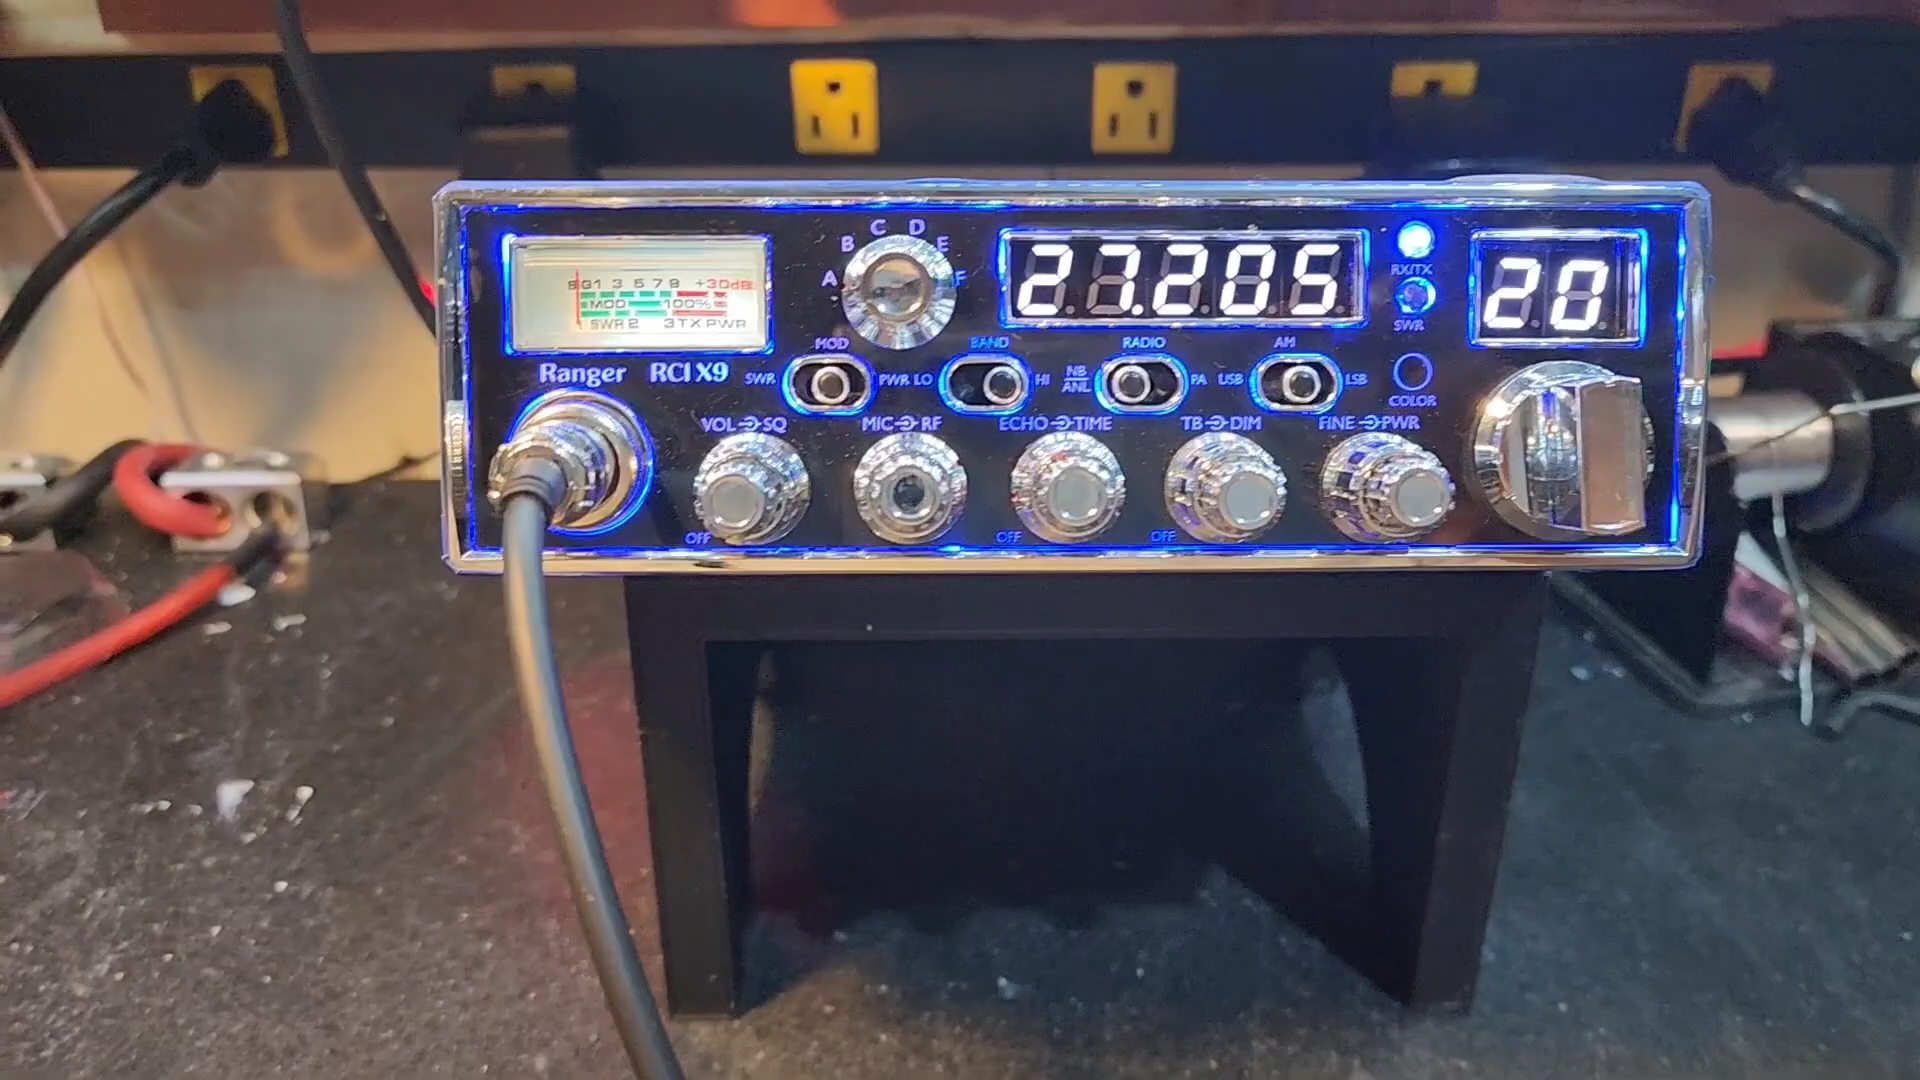 A B C D E F
27.205
20
S 01 3 5 7 9 +30dB
MOD 100%
SWR 2 3 TX PWR
RX/TX
SWR
Ranger RCI X9
MOD
SWR PWR
BAND
LO HI
RADIO
NB ANL PA
AM
USB LSB
COLOR
VOL SQ
MIC RF
ECHO TIME
TB DIM
FINE PWR
OFF
OFF
OFF